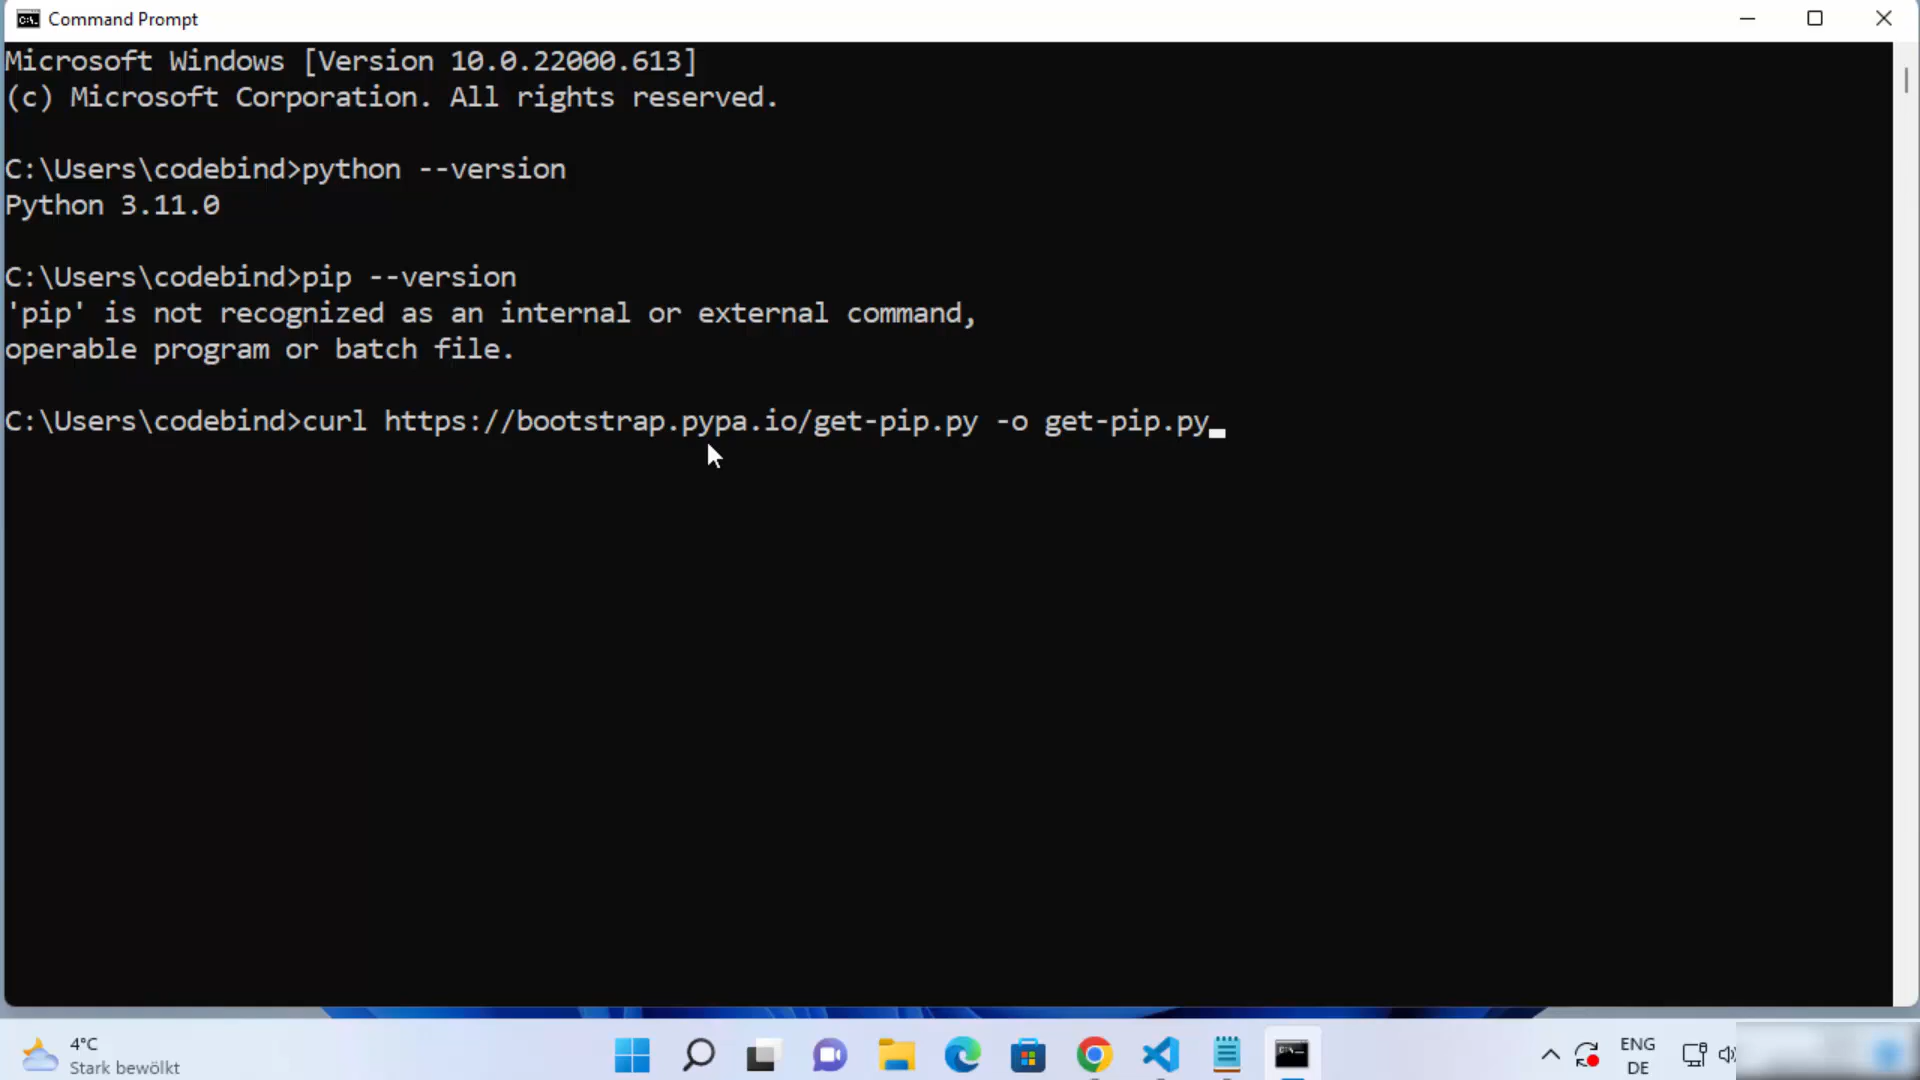 Command Prompt
Microsoft Windows [Version 10.0.22000.613]
(c) Microsoft Corporation. All rights reserved.
C:\Users\codebind>python --version
Python 3.11.0
C:\Users\codebind>pip --version
'pip' is not recognized as an internal or external command,
operable program or batch file.
C:\Users\codebind>curl https://bootstrap.pypa.io/get-pip.py -o get-pip.py
4°C
Stark bewölkt
ENG
DE